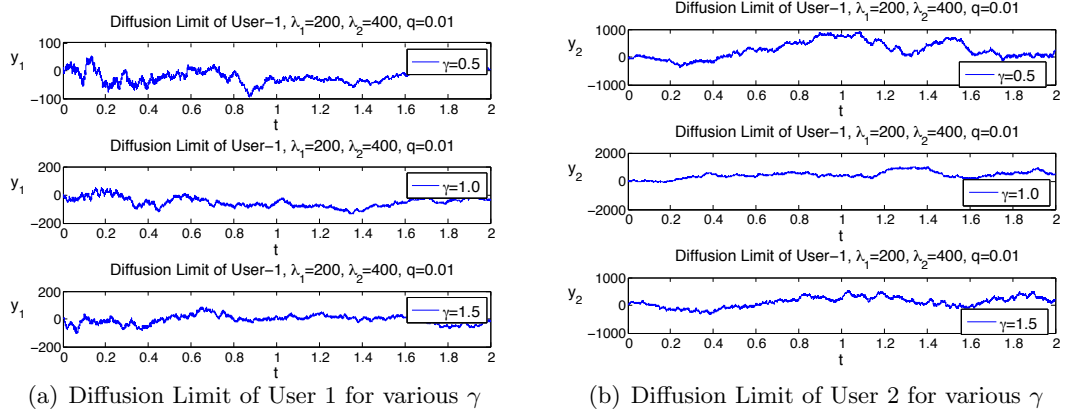 Diffusion Limit of User−1, λ₁=200, λ₂=400, q=0.01
100
0
−100
y₁
γ=0.5
0 0.2 0.4 0.6 0.8 1 1.2 1.4 1.6 1.8 2
t
Diffusion Limit of User−1, λ₁=200, λ₂=400, q=0.01
200
0
−200
y₁
γ=1.0
0 0.2 0.4 0.6 0.8 1 1.2 1.4 1.6 1.8 2
t
Diffusion Limit of User−1, λ₁=200, λ₂=400, q=0.01
200
0
−200
y₁
γ=1.5
0 0.2 0.4 0.6 0.8 1 1.2 1.4 1.6 1.8 2
t
(a) Diffusion Limit of User 1 for various γ
Diffusion Limit of User−1, λ₁=200, λ₂=400, q=0.01
1000
0
−1000
y₂
γ=0.5
0 0.2 0.4 0.6 0.8 1 1.2 1.4 1.6 1.8 2
t
Diffusion Limit of User−1, λ₁=200, λ₂=400, q=0.01
2000
0
−2000
y₂
γ=1.0
0 0.2 0.4 0.6 0.8 1 1.2 1.4 1.6 1.8 2
t
Diffusion Limit of User−1, λ₁=200, λ₂=400, q=0.01
1000
0
−1000
y₂
γ=1.5
0 0.2 0.4 0.6 0.8 1 1.2 1.4 1.6 1.8 2
t
(b) Diffusion Limit of User 2 for various γ